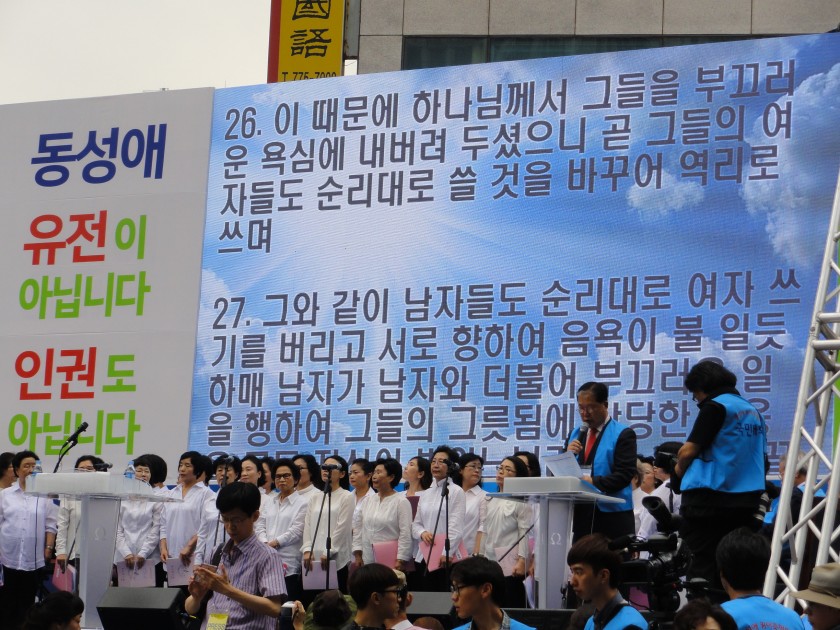 國
語
T.775-7000
동성애
유전이
아닙니다
인권도
아닙니다
26. 이 때문에 하나님께서 그들을 부끄러
운 욕심에 내버려 두셨으니 곧 그들의 여
자들도 순리대로 쓸 것을 바꾸어 역리로
쓰며
27. 그와 같이 남자들도 순리대로 여자 쓰
기를 버리고 서로 향하여 음욕이 불 일듯
하매 남자가 남자와 더불어 부끄러운 일
을 행하여 그들의 그릇됨에